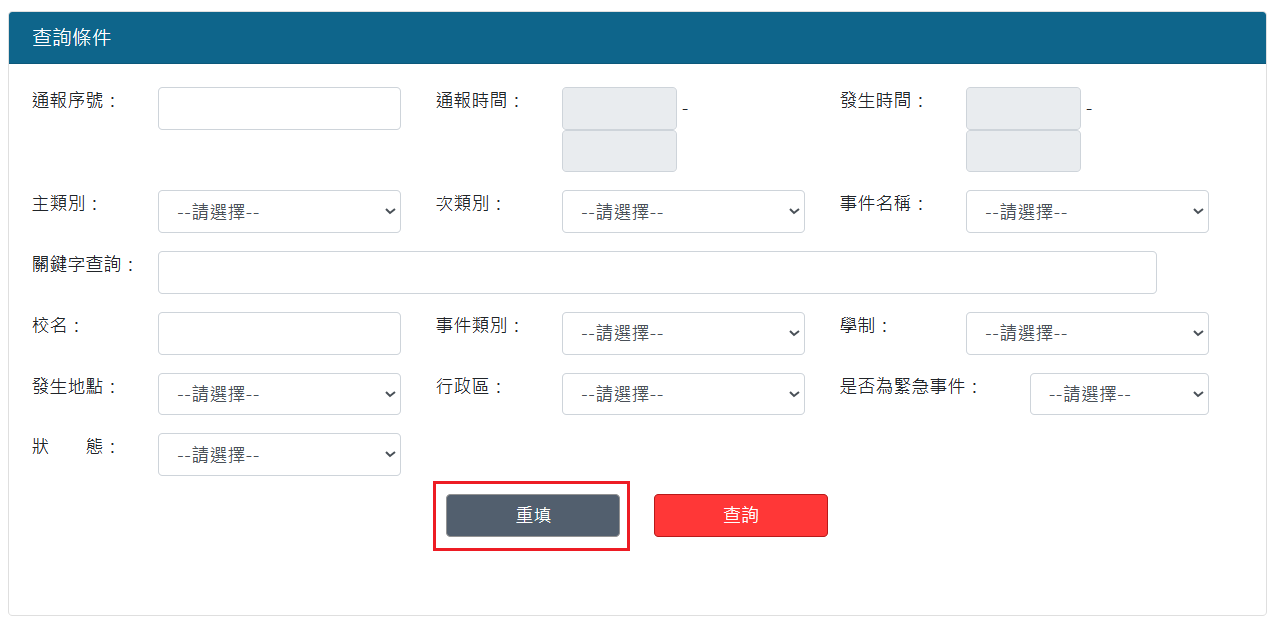 查詢條件
通報序號： 通報時間： - 發生時間： -
主類別： --請選擇-- 次類別： --請選擇-- 事件名稱： --請選擇--
關鍵字查詢：
校名： 事件類別： --請選擇-- 學制： --請選擇--
發生地點： --請選擇-- 行政區： --請選擇-- 是否為緊急事件： --請選擇--
狀　　態： --請選擇--
重填 查詢